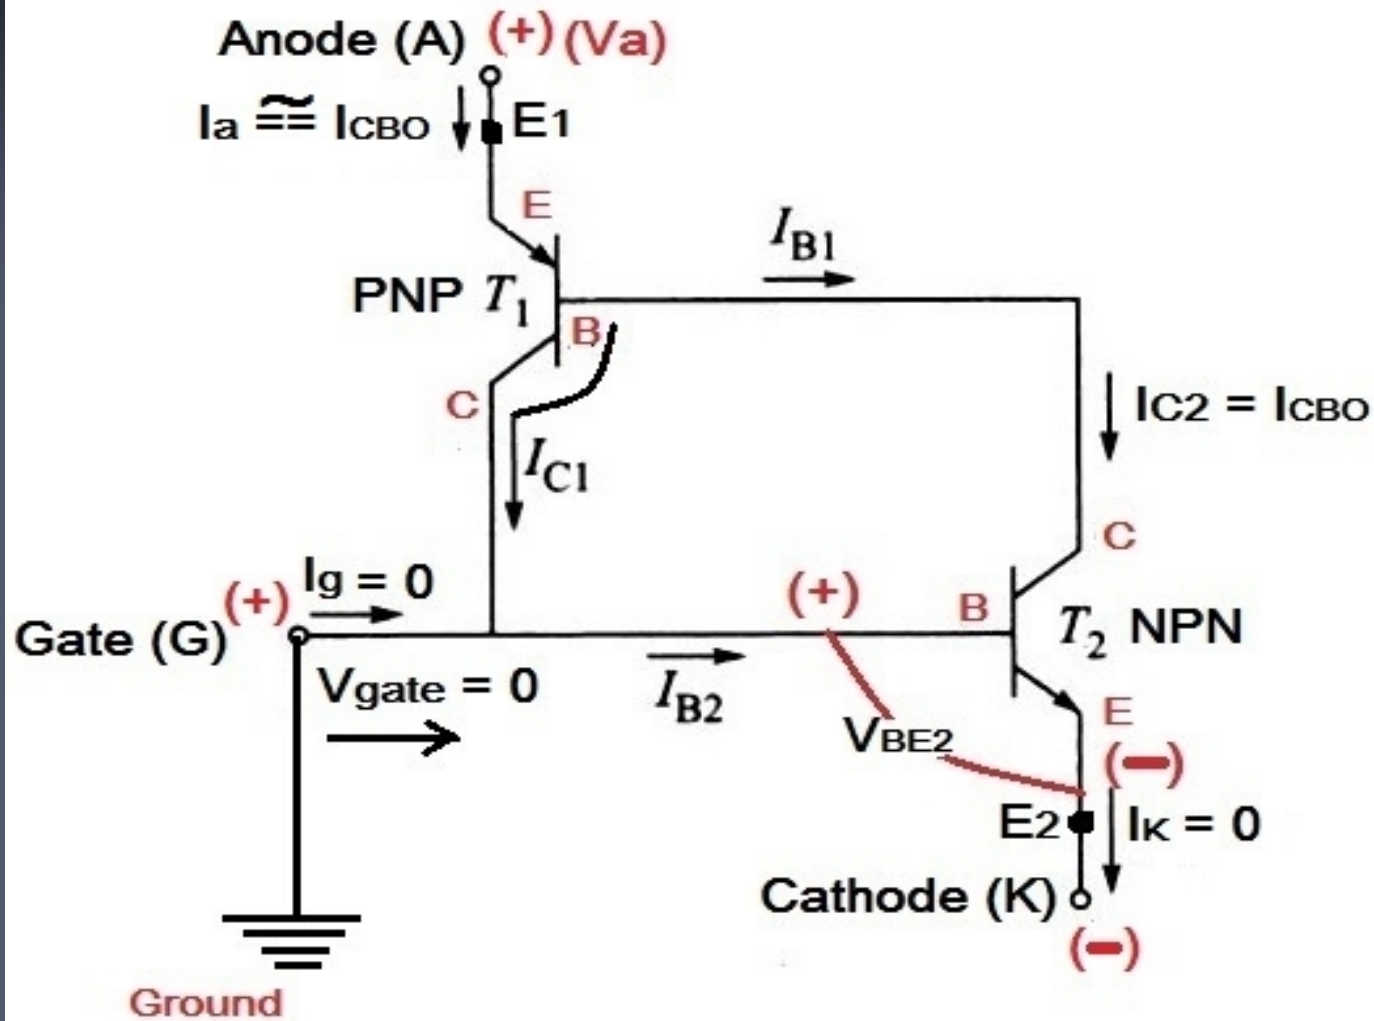 Anode (A) (+) (Va)
Ia ≅ ICBO E1
E
IB1
PNP T1
B
C
IC2 = ICBO
IC1
C
Ig = 0
(+)
(+)
B
Gate (G)
T2 NPN
Vgate = 0
IB2
E
VBE2
(−)
E2
IK = 0
Cathode (K)
(−)
Ground